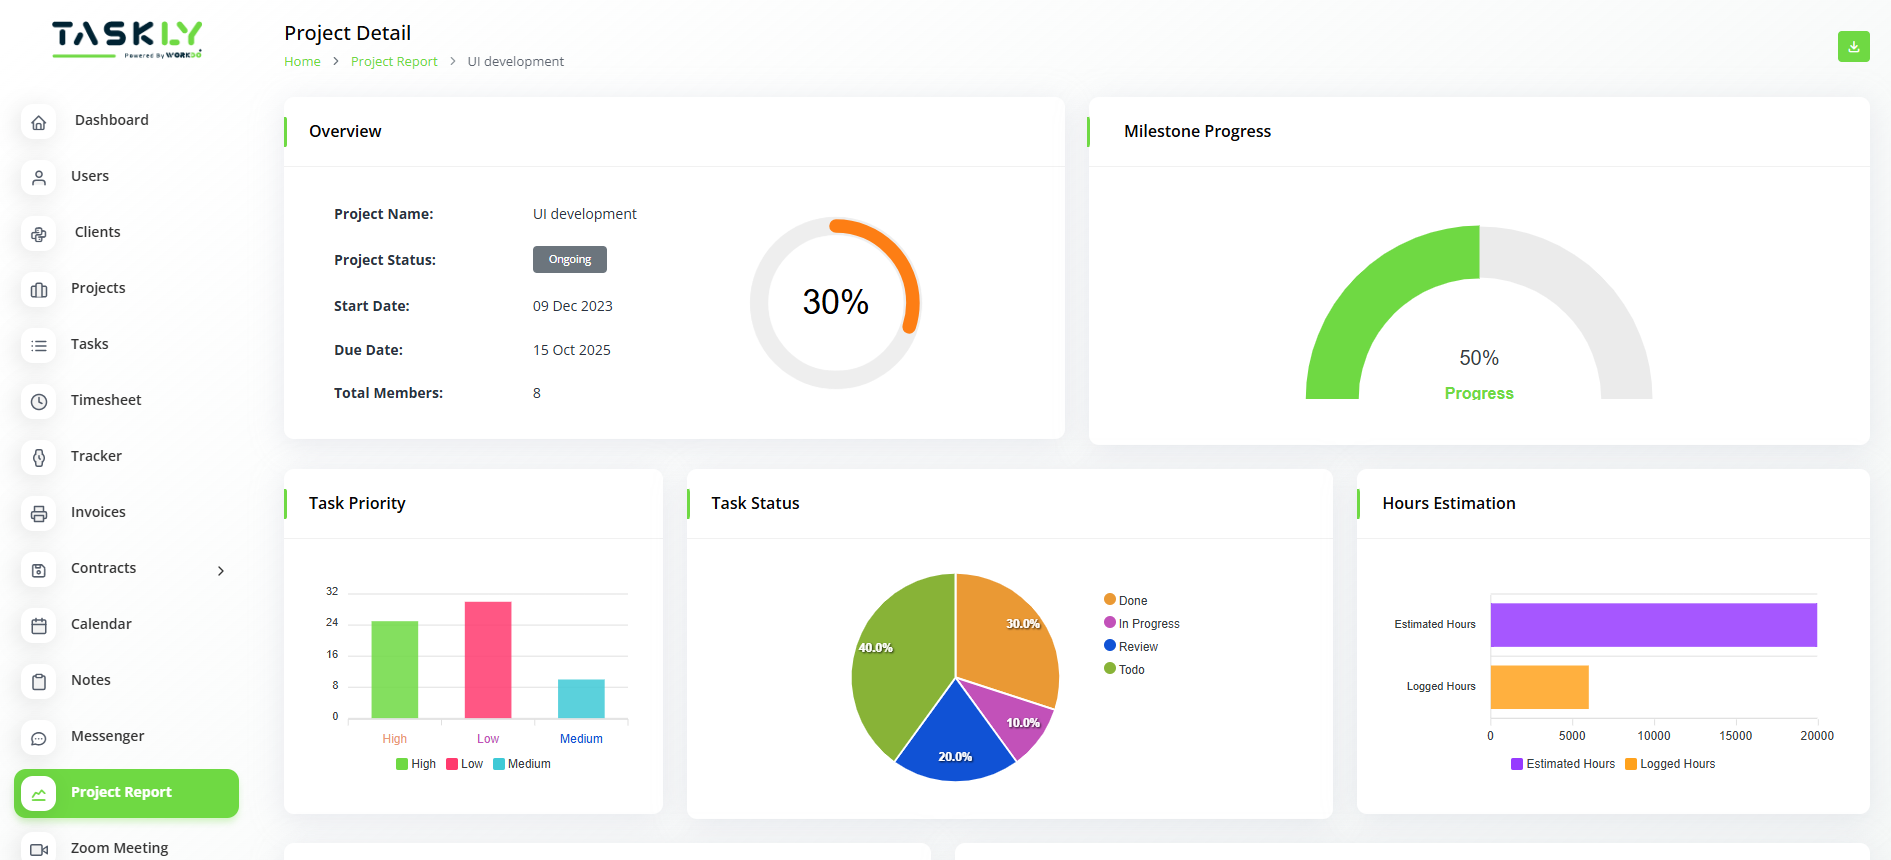 TASKLY
Powered By WORKDO
Project Detail
Home > Project Report > UI development
Dashboard
Users
Clients
Projects
Tasks
Timesheet
Tracker
Invoices
Contracts
Calendar
Notes
Messenger
Project Report
Zoom Meeting
Overview
Project Name: UI development
Project Status: Ongoing
Start Date: 09 Dec 2023
Due Date: 15 Oct 2025
Total Members: 8
30%
Milestone Progress
50%
Progress
Task Priority
32
24
16
8
0
High Low Medium
High Low Medium
Task Status
30.0%
40.0%
10.0%
20.0%
Done
In Progress
Review
Todo
Hours Estimation
Estimated Hours
Logged Hours
0 5000 10000 15000 20000
Estimated Hours Logged Hours